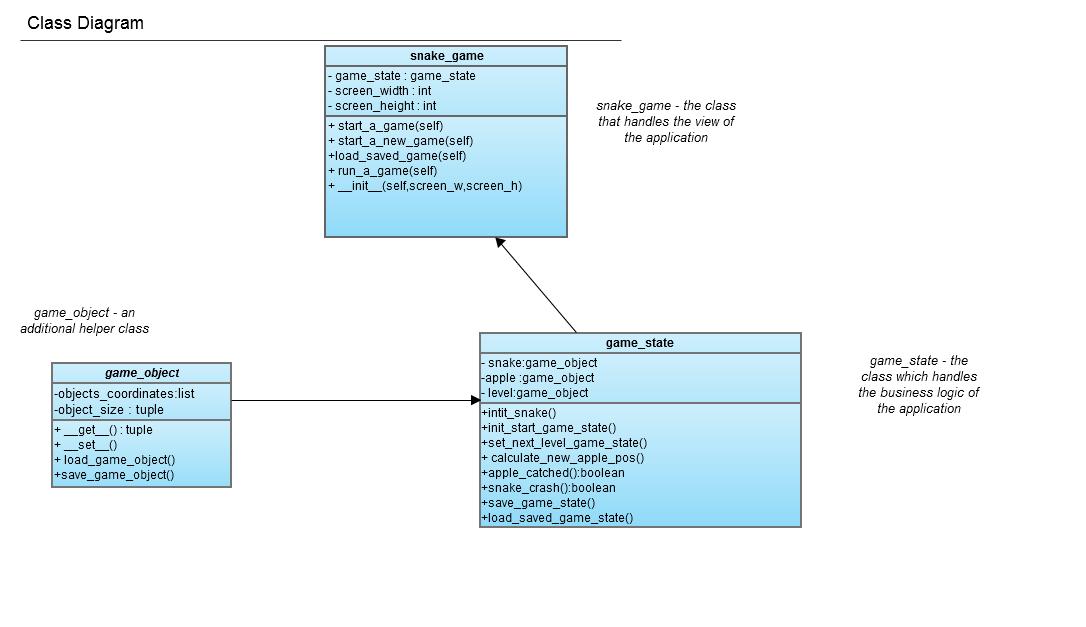 Class Diagram
snake_game
- game_state : game_state
- screen_width : int
- screen_height : int
+ start_a_game(self)
+ start_a_new_game(self)
+load_saved_game(self)
+ run_a_game(self)
+ __init__(self,screen_w,screen_h)
snake_game - the class
that handles the view of
the application
game_object - an
additional helper class
game_object
-objects_coordinates:list
-object_size : tuple
+ __get__() : tuple
+ __set__()
+ load_game_object()
+save_game_object()
game_state
- snake:game_object
-apple :game_object
- level:game_object
+intit_snake()
+init_start_game_state()
+set_next_level_game_state()
+ calculate_new_apple_pos()
+apple_catched():boolean
+snake_crash():boolean
+save_game_state()
+load_saved_game_state()
game_state - the
class which handles
the business logic of
the application